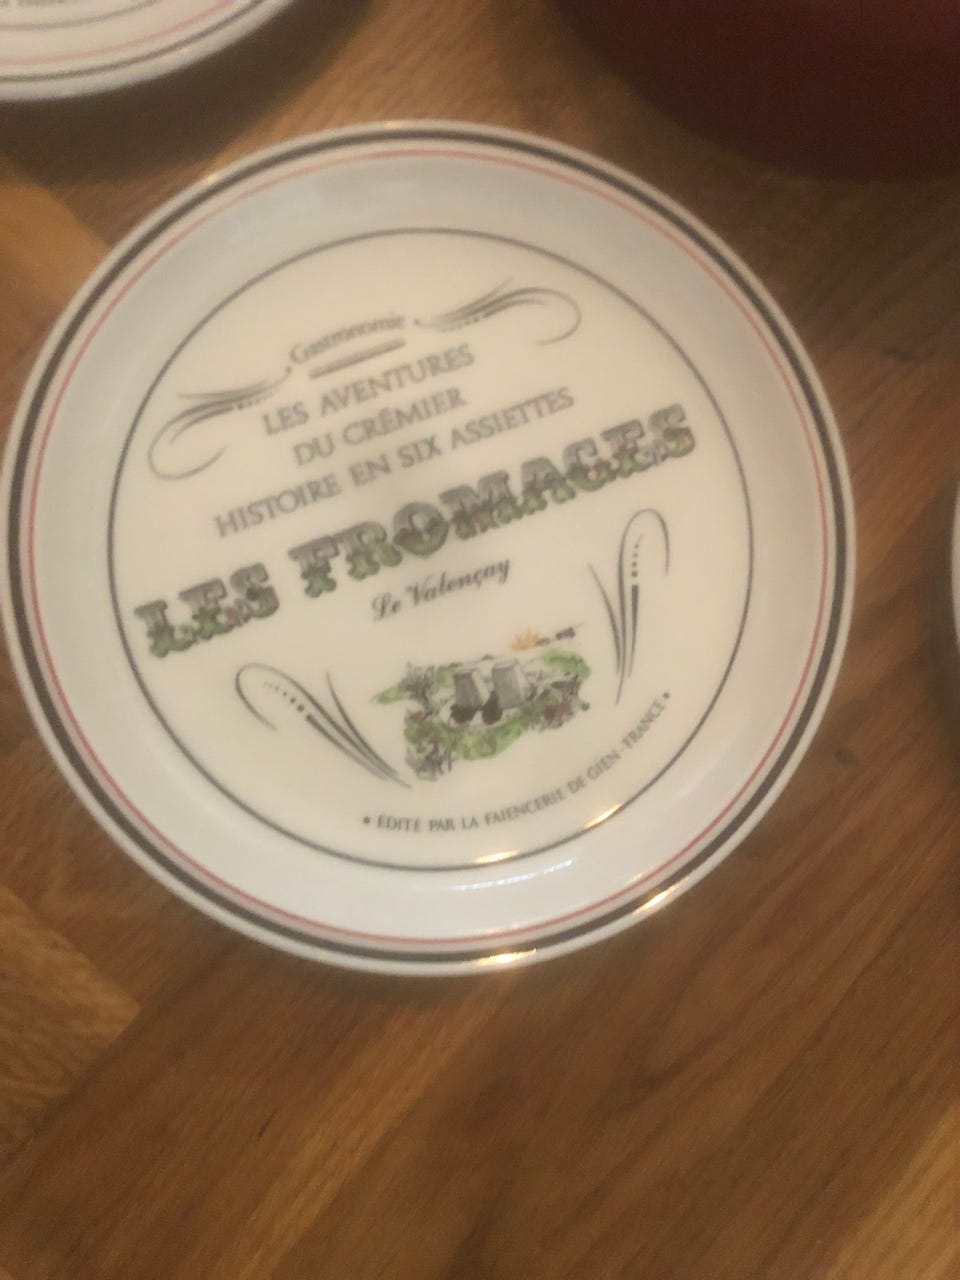 Gastronomie
LES AVENTURES
DU CRÉMIER
HISTOIRE EN SIX ASSIETTES
LES FROMAGES
Le Valençay
• EDITE PAR LA FAIENCERIE DE GIEN - FRANCE •